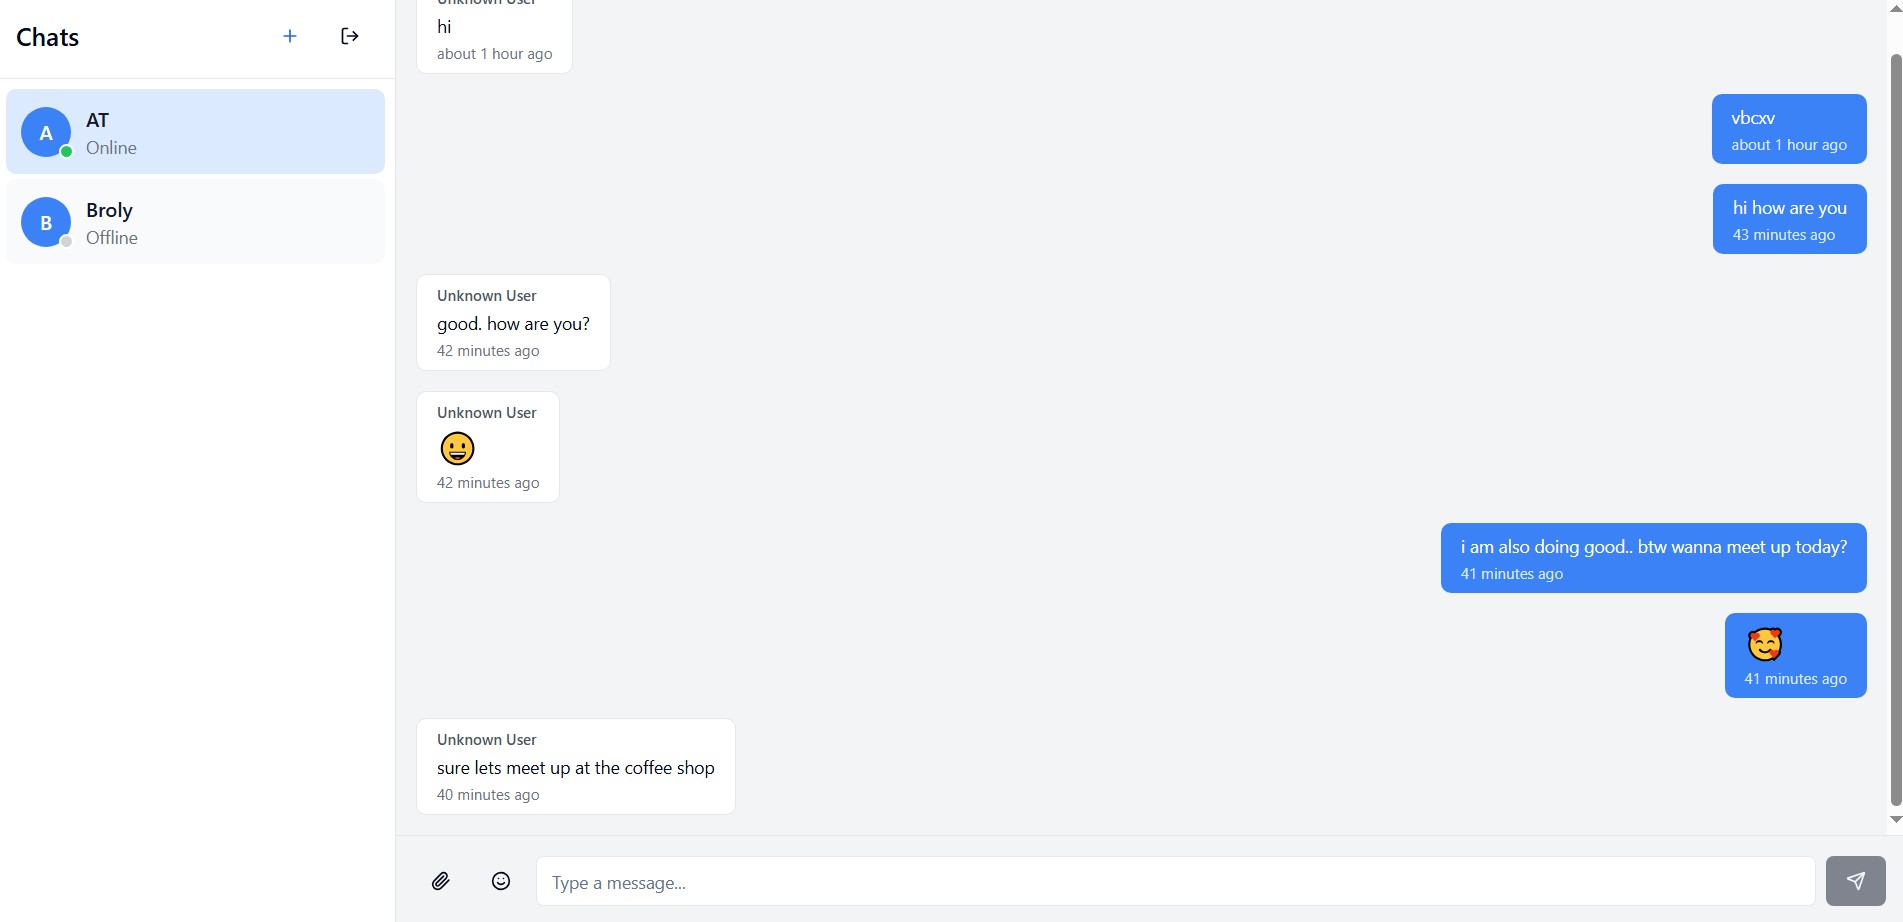 Chats
A
AT
Online
B
Broly
Offline
Unknown User
hi
about 1 hour ago
vbcxv
about 1 hour ago
hi how are you
43 minutes ago
Unknown User
good. how are you?
42 minutes ago
Unknown User
42 minutes ago
i am also doing good.. btw wanna meet up today?
41 minutes ago
41 minutes ago
Unknown User
sure lets meet up at the coffee shop
40 minutes ago
Type a message...